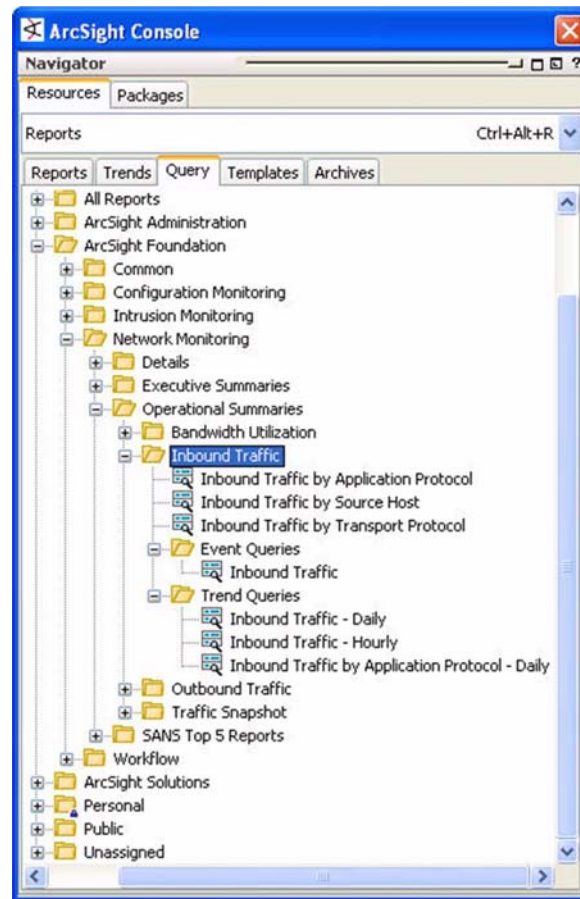 ArcSight Console
Navigator ?
Resources Packages
Reports Ctrl+Alt+R
Reports Trends Query Templates Archives
All Reports
ArcSight Administration
ArcSight Foundation
Common
Configuration Monitoring
Intrusion Monitoring
Network Monitoring
Details
Executive Summaries
Operational Summaries
Bandwidth Utilization
Inbound Traffic
Inbound Traffic by Application Protocol
Inbound Traffic by Source Host
Inbound Traffic by Transport Protocol
Event Queries
Inbound Traffic
Trend Queries
Inbound Traffic - Daily
Inbound Traffic - Hourly
Inbound Traffic by Application Protocol - Daily
Outbound Traffic
Traffic Snapshot
SANS Top 5 Reports
Workflow
ArcSight Solutions
Personal
Public
Unassigned